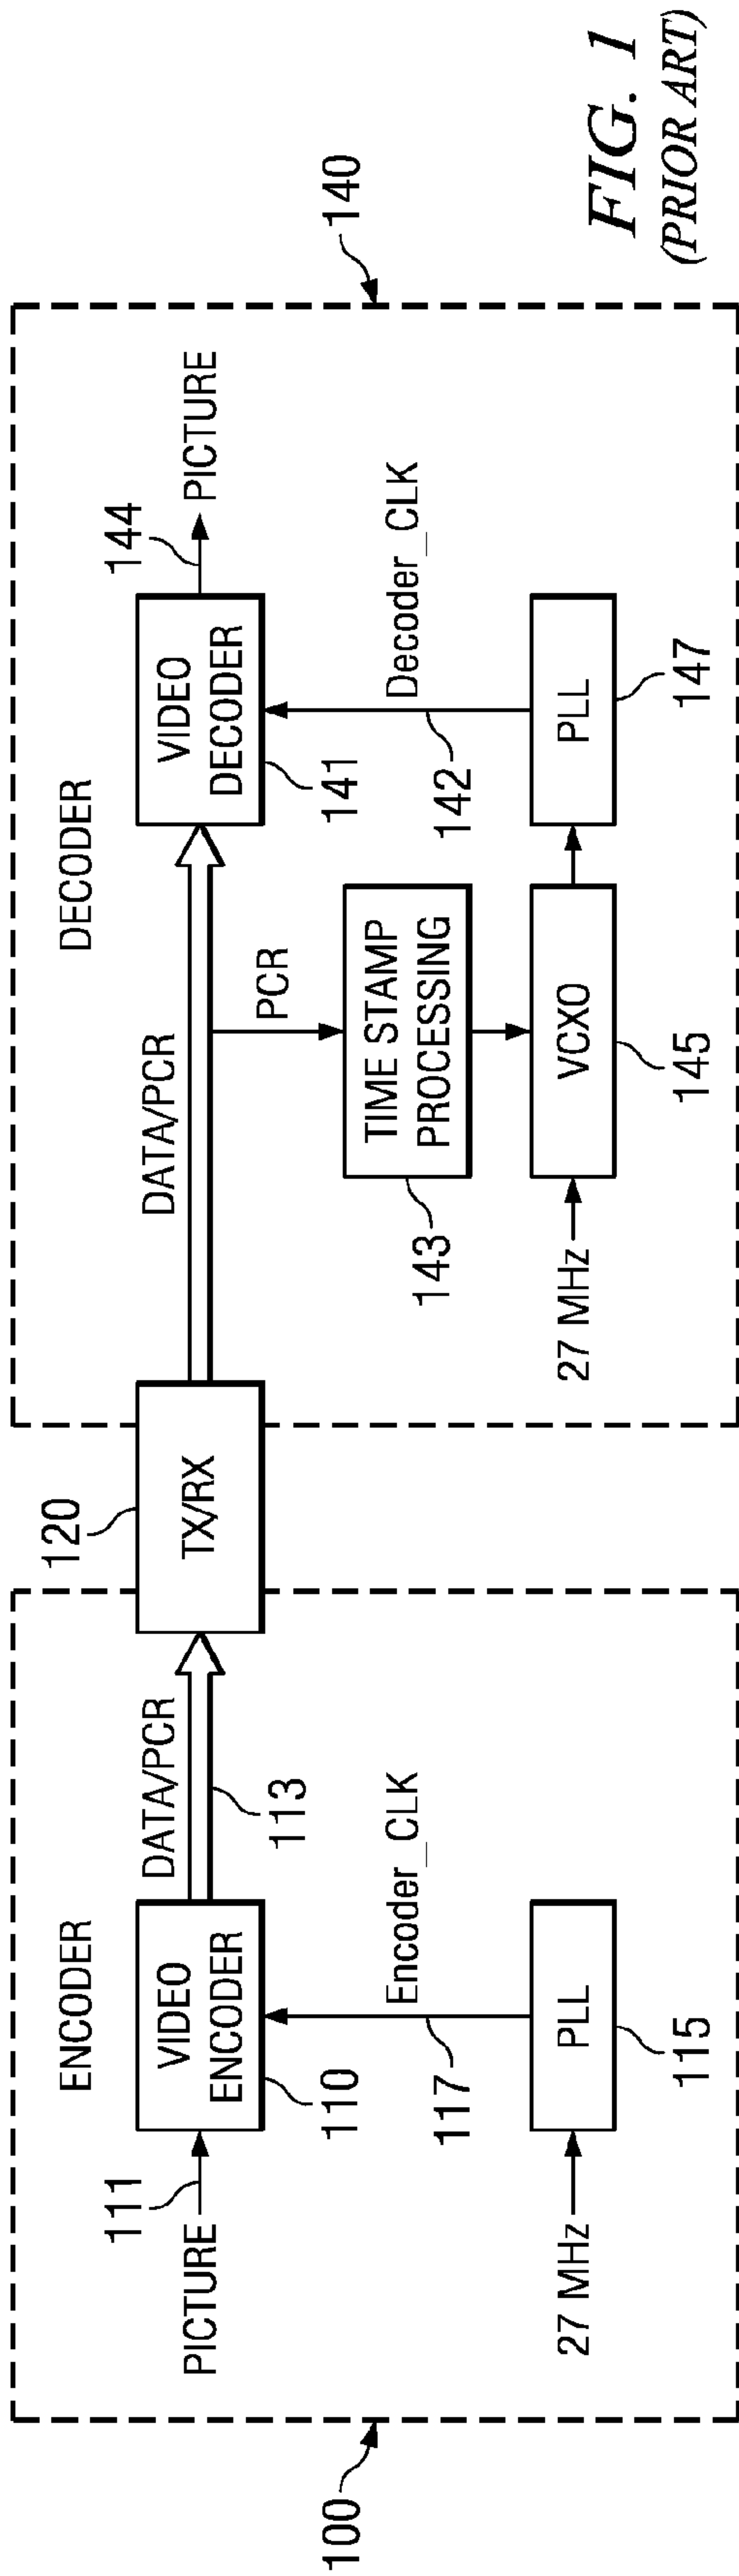 ENCODER
PICTURE
111
VIDEO
ENCODER
110
DATA/PCR
113
Encoder_CLK
117
27 MHz
PLL
115
100
120
TX/RX
DECODER
DATA/PCR
PCR
TIME STAMP
PROCESSING
143
27 MHz
VCXO
145
VIDEO
DECODER
141
144
PICTURE
Decoder_CLK
142
PLL
147
140
FIG. 1
(PRIOR ART)